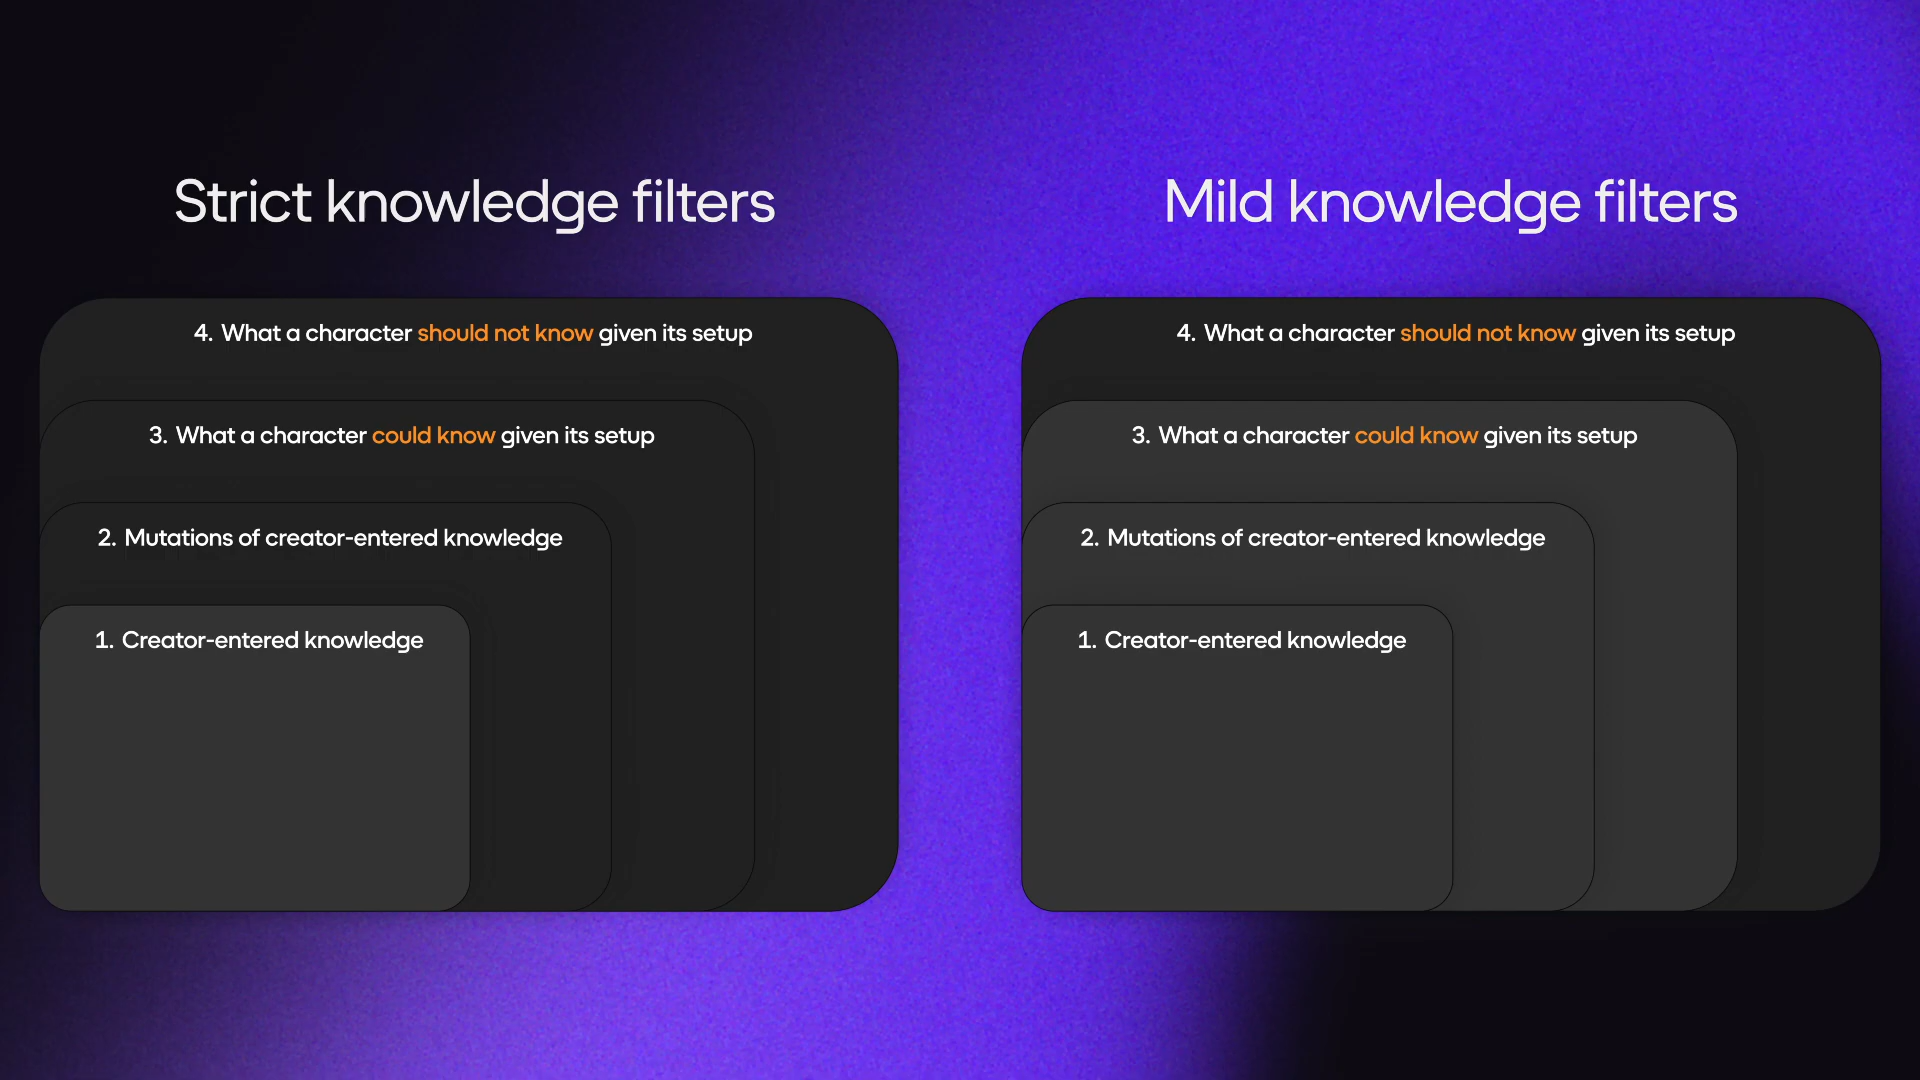 Strict knowledge filters
4. What a character should not know given its setup
3. What a character could know given its setup
2. Mutations of creator-entered knowledge
1. Creator-entered knowledge
Mild knowledge filters
4. What a character should not know given its setup
3. What a character could know given its setup
2. Mutations of creator-entered knowledge
1. Creator-entered knowledge